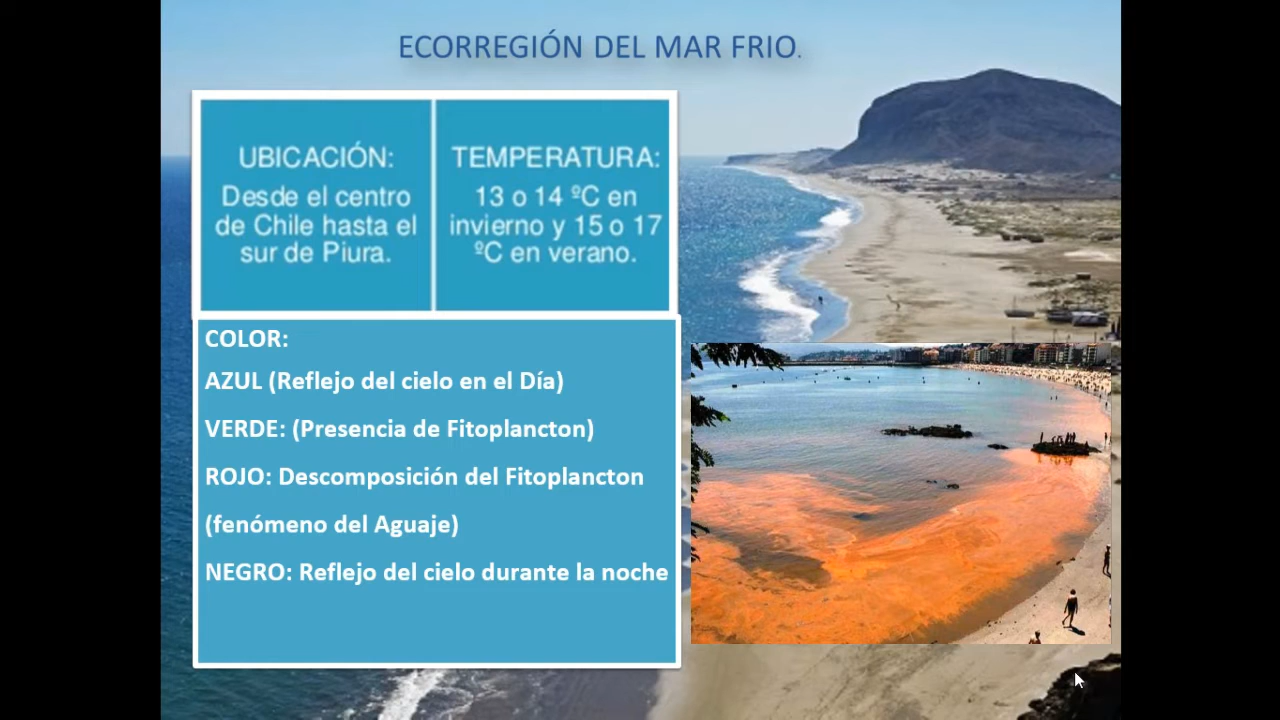 ECORREGIÓN DEL MAR FRIO.
UBICACIÓN:
Desde el centro
de Chile hasta el
sur de Piura.
TEMPERATURA:
13 o 14 ºC en
invierno y 15 o 17
ºC en verano.
COLOR:
AZUL (Reflejo del cielo en el Día)
VERDE: (Presencia de Fitoplancton)
ROJO: Descomposición del Fitoplancton
(fenómeno del Aguaje)
NEGRO: Reflejo del cielo durante la noche